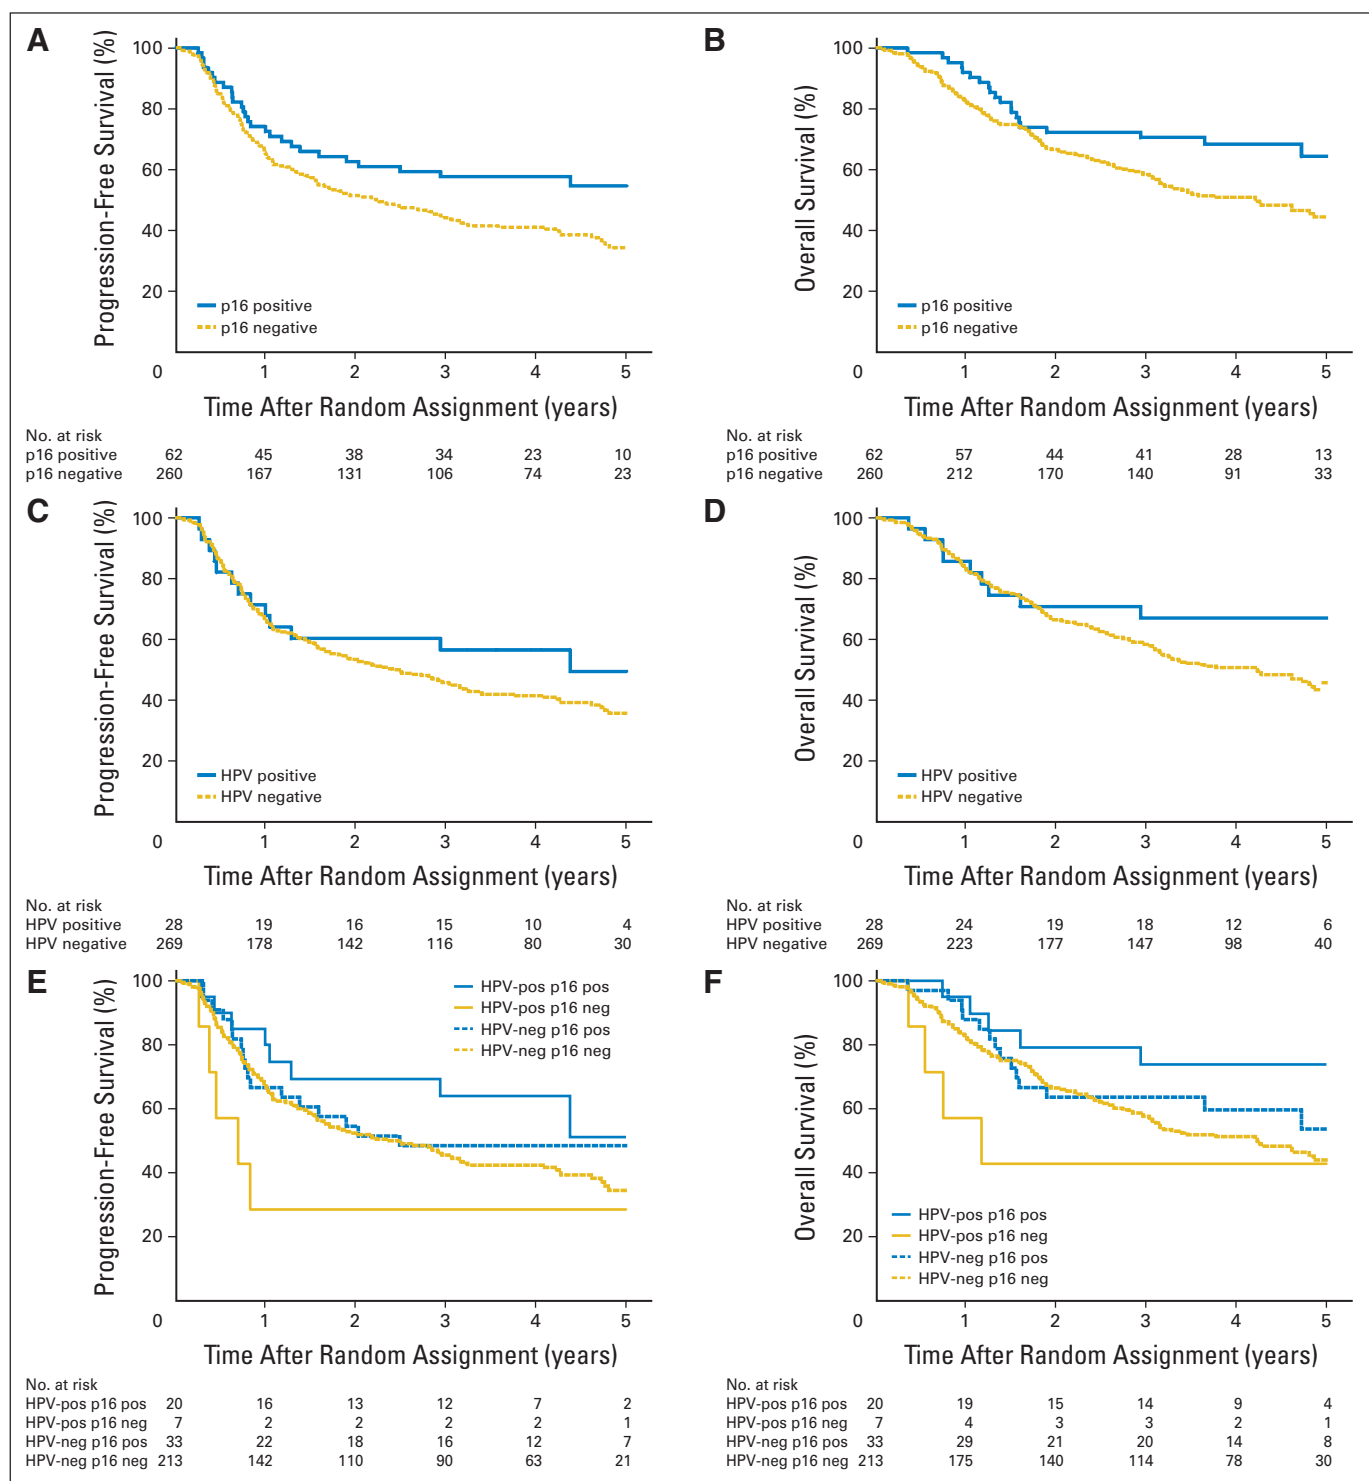 A
Progression-Free Survival (%)
100
80
60
40
20
0
p16 positive
p16 negative
1 2 3 4 5
Time After Random Assignment (years)
No. at risk
p16 positive 62 45 38 34 23 10
p16 negative 260 167 131 106 74 23
B
Overall Survival (%)
100
80
60
40
20
0
p16 positive
p16 negative
1 2 3 4 5
Time After Random Assignment (years)
No. at risk
p16 positive 62 57 44 41 28 13
p16 negative 260 212 170 140 91 33
C
Progression-Free Survival (%)
100
80
60
40
20
0
HPV positive
HPV negative
1 2 3 4 5
Time After Random Assignment (years)
No. at risk
HPV positive 28 19 16 15 10 4
HPV negative 269 178 142 116 80 30
D
Overall Survival (%)
100
80
60
40
20
0
HPV positive
HPV negative
1 2 3 4 5
Time After Random Assignment (years)
No. at risk
HPV positive 28 24 19 18 12 6
HPV negative 269 223 177 147 98 40
E
Progression-Free Survival (%)
100
80
60
40
20
0
HPV-pos p16 pos
HPV-pos p16 neg
HPV-neg p16 pos
HPV-neg p16 neg
1 2 3 4 5
Time After Random Assignment (years)
No. at risk
HPV-pos p16 pos 20 16 13 12 7 2
HPV-pos p16 neg 7 2 2 2 2 1
HPV-neg p16 pos 33 22 18 16 12 7
HPV-neg p16 neg 213 142 110 90 63 21
F
Overall Survival (%)
100
80
60
40
20
0
HPV-pos p16 pos
HPV-pos p16 neg
HPV-neg p16 pos
HPV-neg p16 neg
1 2 3 4 5
Time After Random Assignment (years)
No. at risk
HPV-pos p16 pos 20 19 15 14 9 4
HPV-pos p16 neg 7 4 3 3 2 1
HPV-neg p16 pos 33 29 21 20 14 8
HPV-neg p16 neg 213 175 140 114 78 30